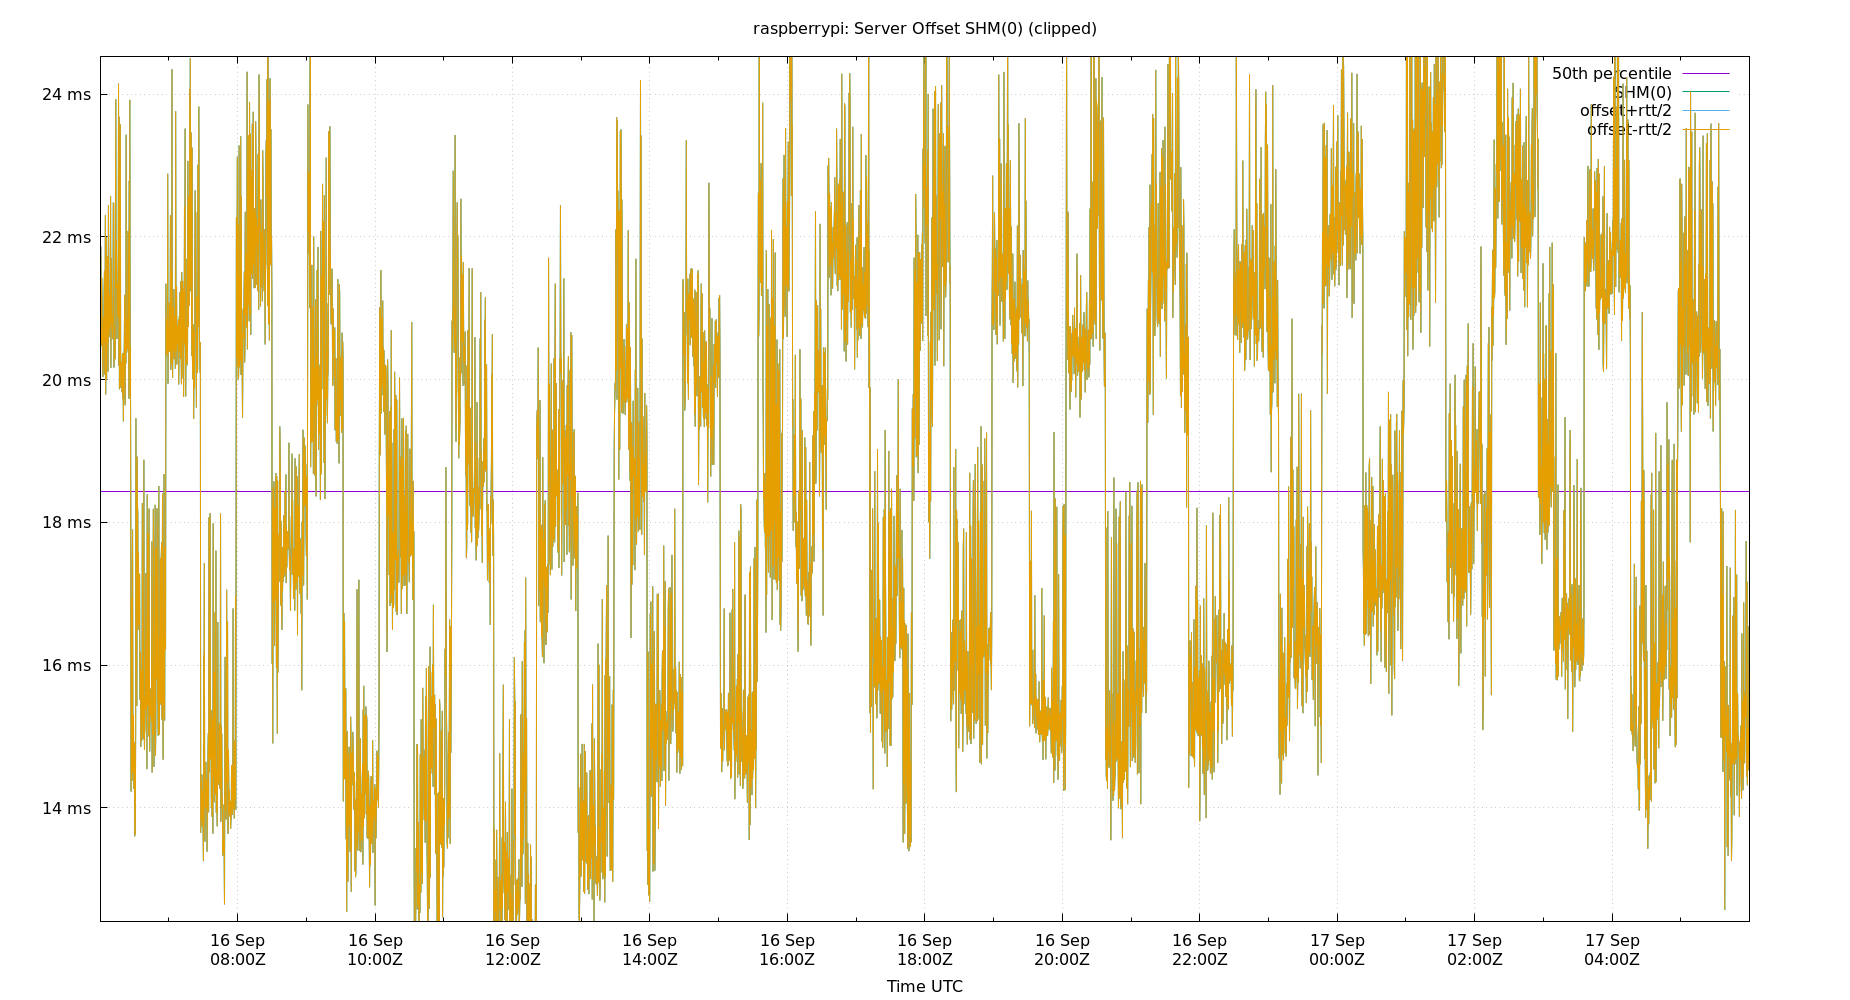 raspberrypi: Server Offset SHM(0) (clipped)
50th percentile
SHM(0)
offset+rtt/2
offset-rtt/2
24 ms
22 ms
20 ms
18 ms
16 ms
14 ms
16 Sep 16 Sep 16 Sep 16 Sep 16 Sep 16 Sep 16 Sep 16 Sep 17 Sep 17 Sep 17 Sep
08:00Z 10:00Z 12:00Z 14:00Z 16:00Z 18:00Z 20:00Z 22:00Z 00:00Z 02:00Z 04:00Z
Time UTC